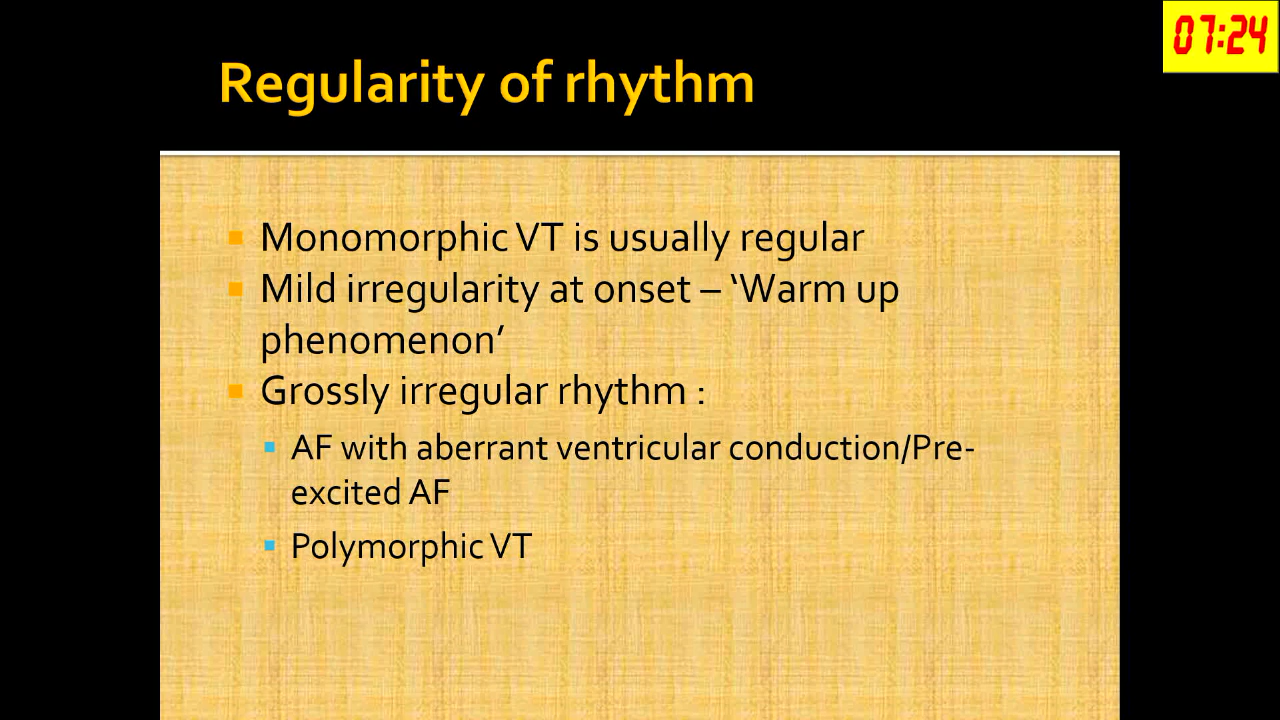 07:24
Regularity of rhythm
Monomorphic VT is usually regular
Mild irregularity at onset – ‘Warm up
phenomenon’
Grossly irregular rhythm :
AF with aberrant ventricular conduction/Pre-
excited AF
Polymorphic VT